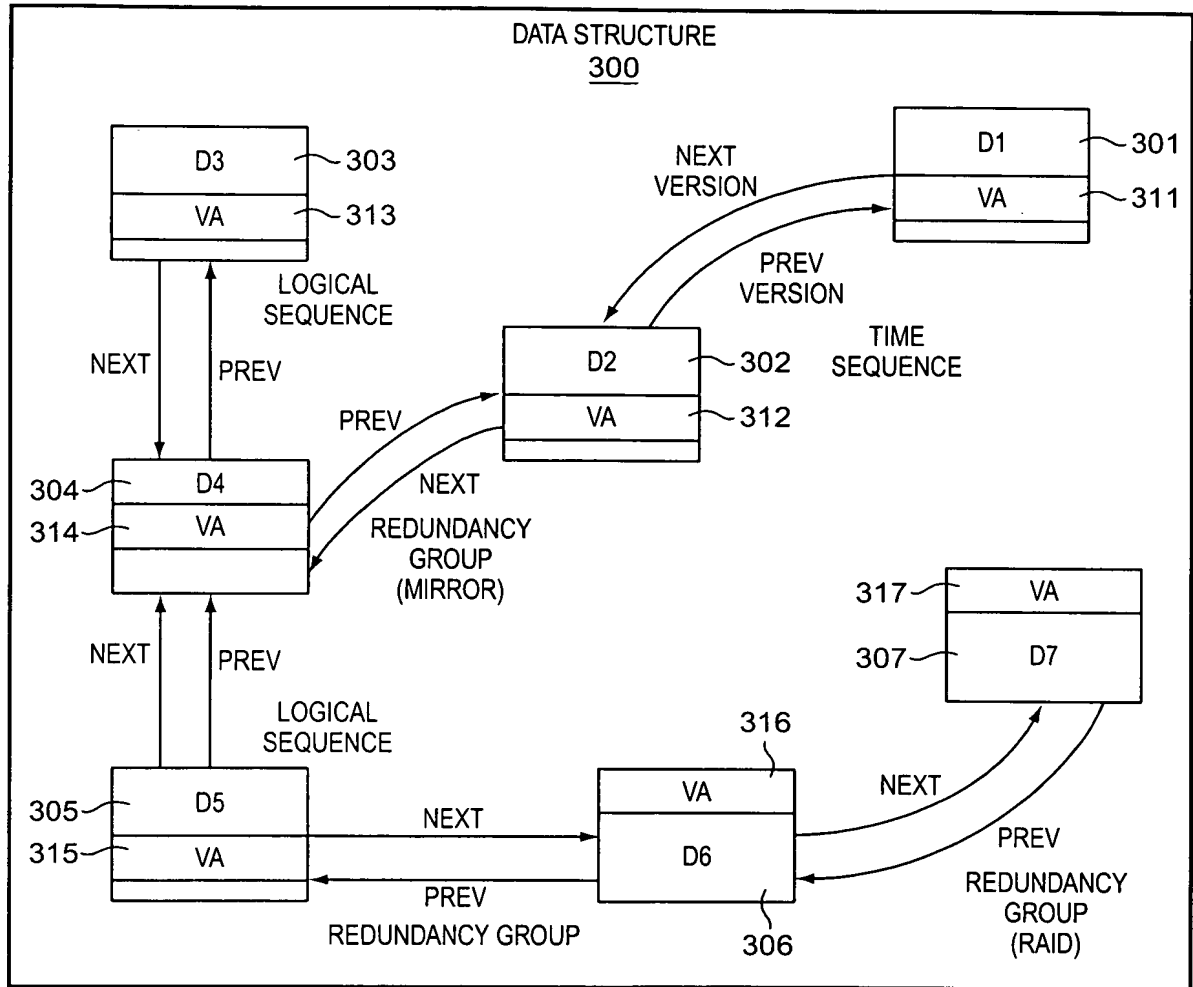 DATA STRUCTURE
300
D3
303
VA
313
D1
301
VA
311
NEXT
VERSION
PREV
VERSION
LOGICAL
SEQUENCE
NEXT
PREV
D2
302
VA
312
TIME
SEQUENCE
PREV
NEXT
REDUNDANCY
GROUP
(MIRROR)
304
D4
314
VA
NEXT
PREV
LOGICAL
SEQUENCE
317
VA
307
D7
305
D5
315
VA
NEXT
PREV
REDUNDANCY GROUP
316
VA
D6
306
NEXT
PREV
REDUNDANCY
GROUP
(RAID)